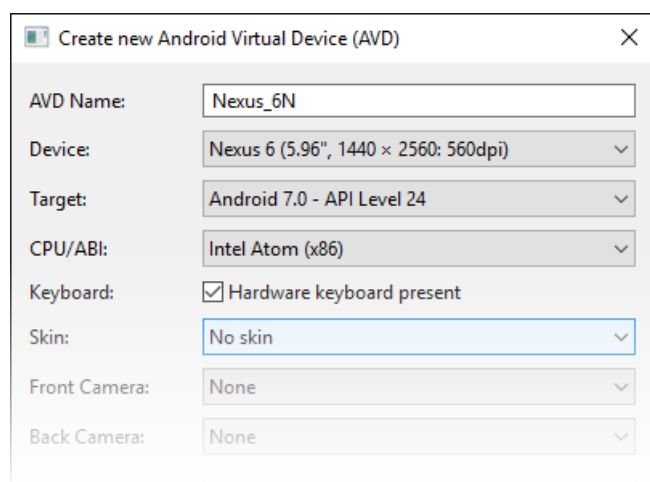 Create new Android Virtual Device (AVD)
AVD Name: Nexus_6N
Device: Nexus 6 (5.96", 1440 × 2560: 560dpi)
Target: Android 7.0 - API Level 24
CPU/ABI: Intel Atom (x86)
Keyboard: Hardware keyboard present
Skin: No skin
Front Camera: None
Back Camera: None